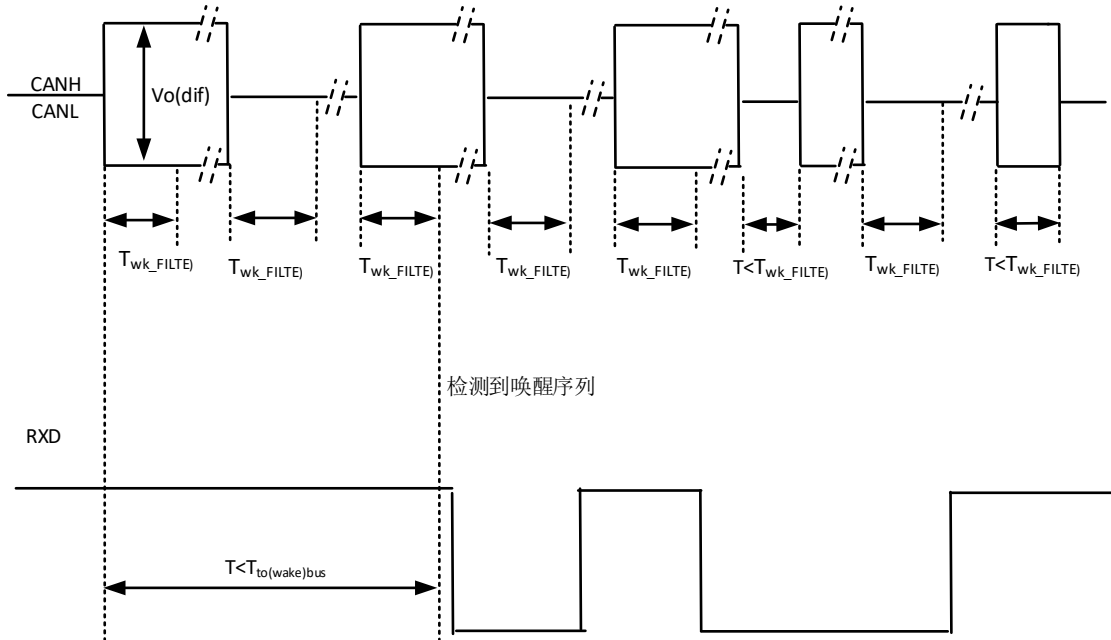 CANH
CANL
Vo(dif)
Twk_FILTE)
Twk_FILTE)
Twk_FILTE)
Twk_FILTE)
Twk_FILTE)
T<Twk_FILTE)
Twk_FILTE)
T<Twk_FILTE)
检测到唤醒序列
RXD
T<Tto(wake)bus